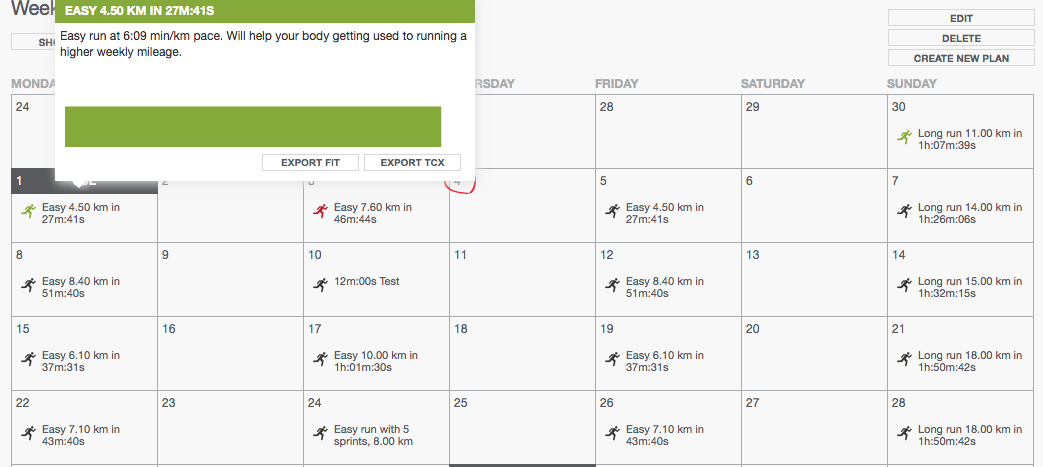 Week
EASY 4.50 KM IN 27M:41S
Easy run at 6:09 min/km pace. Will help your body getting used to running a
higher weekly mileage.
EXPORT FIT
EXPORT TCX
EDIT
DELETE
CREATE NEW PLAN
SHO
MONDA
RSDAY
FRIDAY
SATURDAY
SUNDAY
24
28
29
30
Long run 11.00 km in
1h:07m:39s
1
2
3
4
5
6
7
Easy 4.50 km in
27m:41s
Easy 7.60 km in
46m:44s
Easy 4.50 km in
27m:41s
Long run 14.00 km in
1h:26m:06s
8
9
10
11
12
13
14
Easy 8.40 km in
51m:40s
12m:00s Test
Easy 8.40 km in
51m:40s
Long run 15.00 km in
1h:32m:15s
15
16
17
18
19
20
21
Easy 6.10 km in
37m:31s
Easy 10.00 km in
1h:01m:30s
Easy 6.10 km in
37m:31s
Long run 18.00 km in
1h:50m:42s
22
23
24
25
26
27
28
Easy 7.10 km in
43m:40s
Easy run with 5
sprints, 8.00 km
Easy 7.10 km in
43m:40s
Long run 18.00 km in
1h:50m:42s